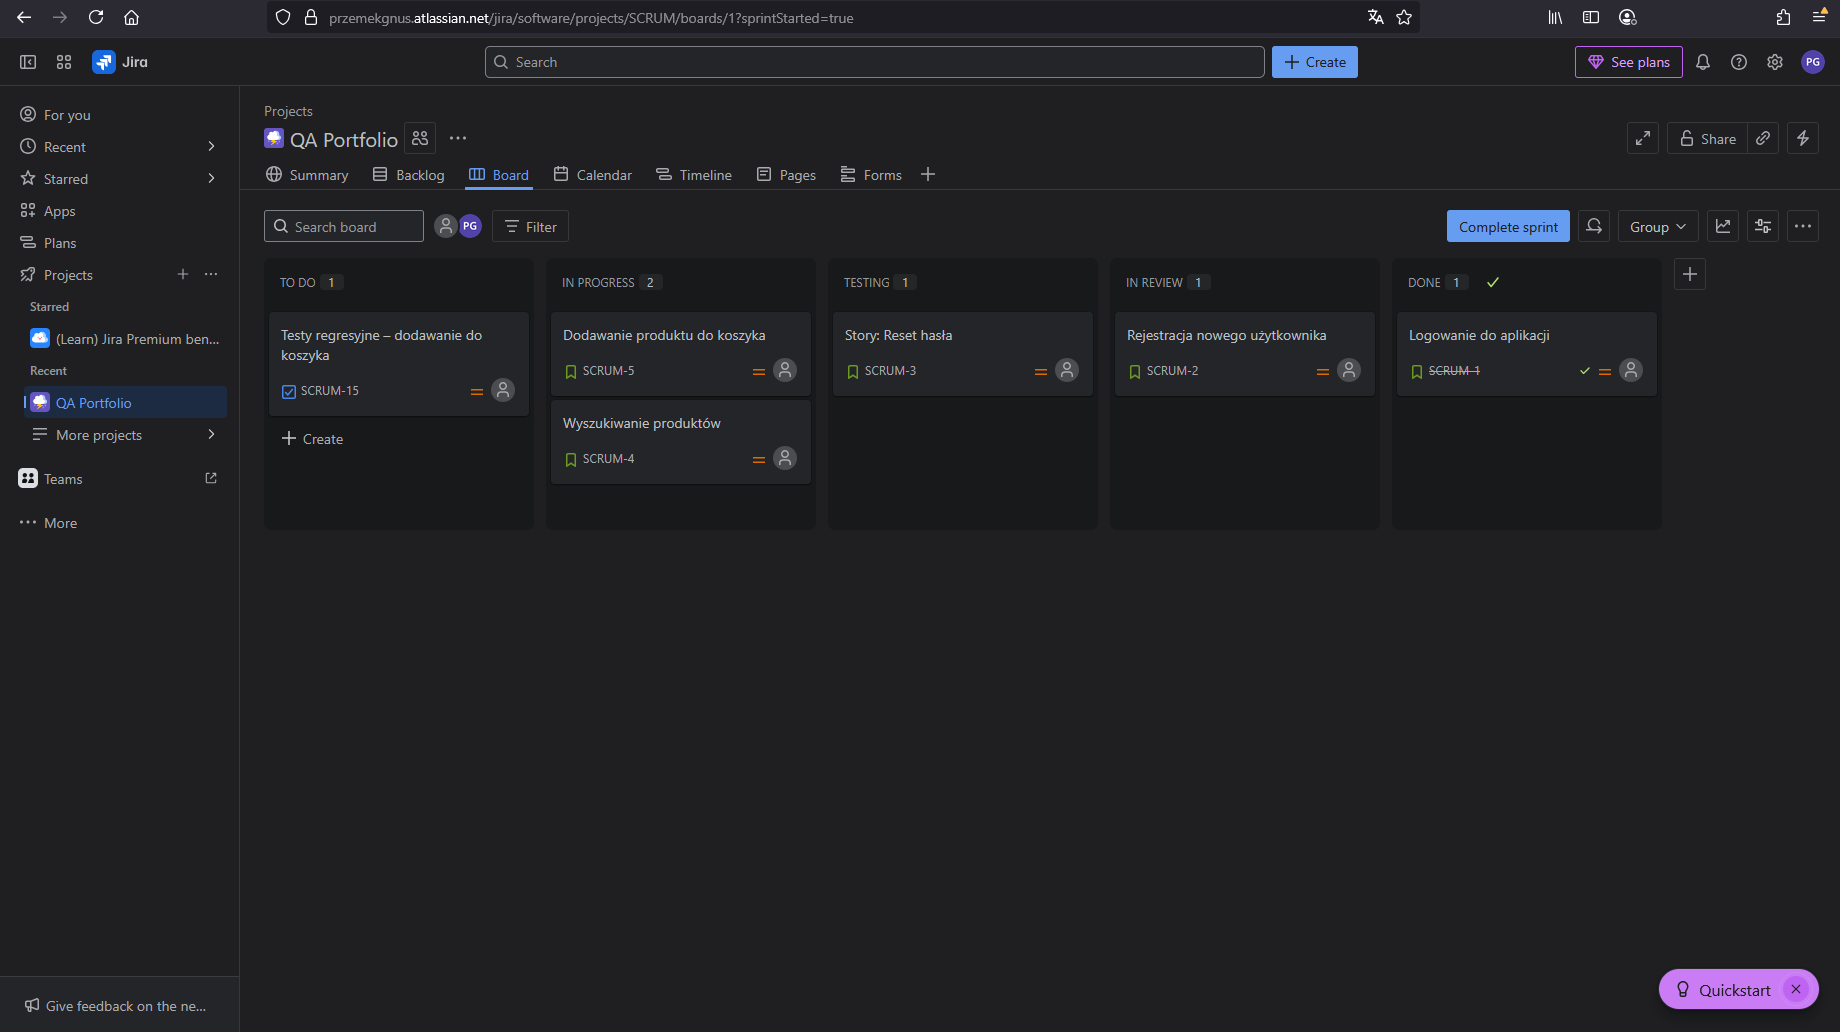 przemekgnus.atlassian.net/jira/software/projects/SCRUM/boards/1?sprintStarted=true
Jira
Search
Create
See plans
PG
For you
Recent
Starred
Apps
Plans
Projects
Starred
(Learn) Jira Premium ben...
Recent
QA Portfolio
More projects
Teams
More
Give feedback on the ne...
Projects
QA Portfolio
Share
Summary
Backlog
Board
Calendar
Timeline
Pages
Forms
Search board
PG
Filter
Complete sprint
Group
TO DO 1
Testy regresyjne – dodawanie do
koszyka
SCRUM-15
Create
IN PROGRESS 2
Dodawanie produktu do koszyka
SCRUM-5
Wyszukiwanie produktów
SCRUM-4
TESTING 1
Story: Reset hasła
SCRUM-3
IN REVIEW 1
Rejestracja nowego użytkownika
SCRUM-2
DONE 1
Logowanie do aplikacji
SCRUM-1
Quickstart